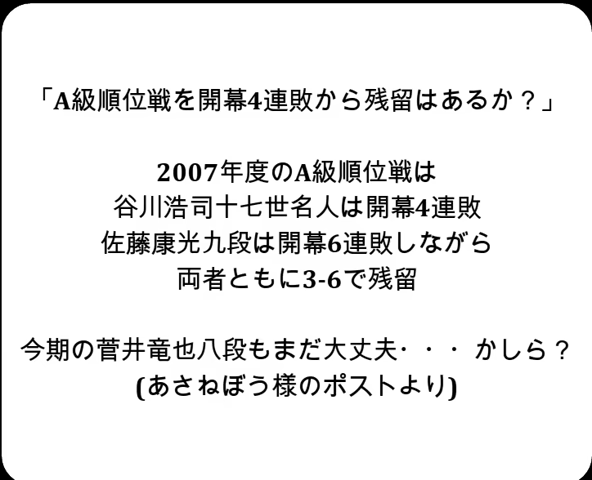 「A級順位戦を開幕4連敗から残留はあるか？」
2007年度のA級順位戦は
谷川浩司十七世名人は開幕4連敗
佐藤康光九段は開幕6連敗しながら
両者ともに3-6で残留
今期の菅井竜也八段もまだ大丈夫・・・かしら？
(あさねぼう様のポストより)